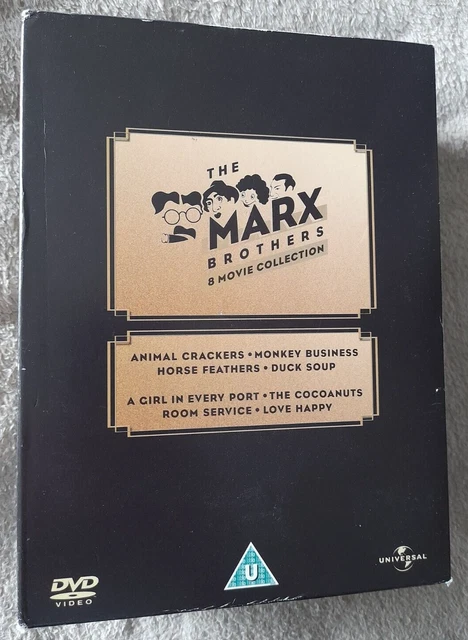 THE
MARX
BROTHERS
8 MOVIE COLLECTION
ANIMAL CRACKERS • MONKEY BUSINESS
HORSE FEATHERS • DUCK SOUP
A GIRL IN EVERY PORT • THE COCOANUTS
ROOM SERVICE • LOVE HAPPY
DVD
VIDEO
U
UNIVERSAL